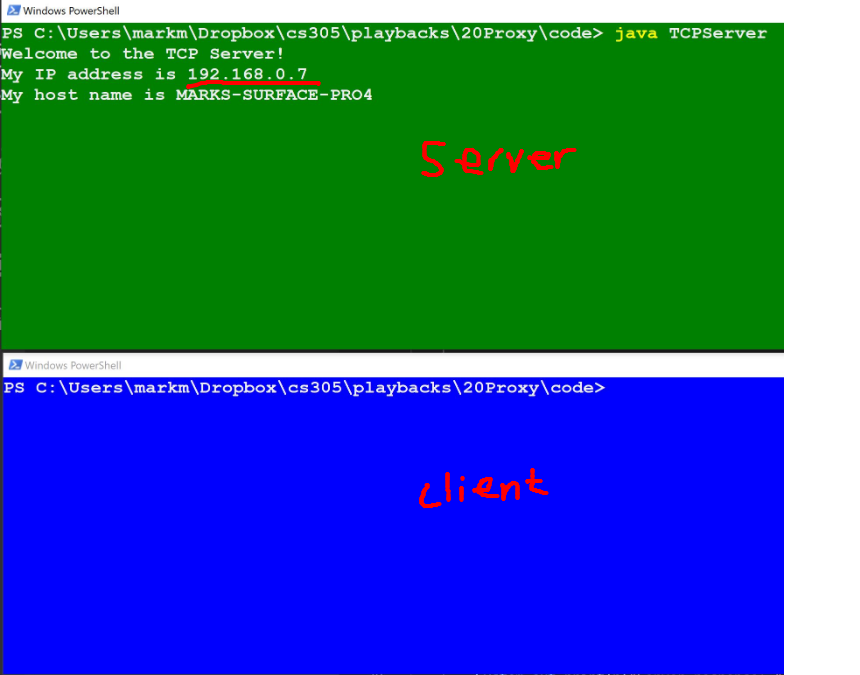 Windows PowerShell
PS C:\Users\markm\Dropbox\cs305\playbacks\20Proxy\code> java TCPServer
Welcome to the TCP Server!
My IP address is 192.168.0.7
My host name is MARKS-SURFACE-PRO4
Server
Windows PowerShell
PS C:\Users\markm\Dropbox\cs305\playbacks\20Proxy\code>
client